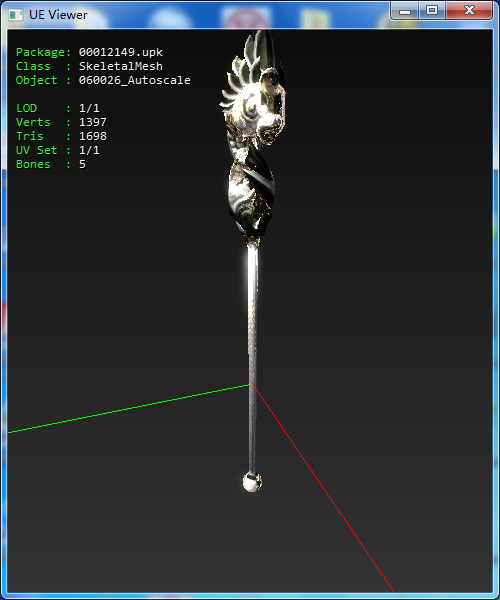 UE Viewer
Package: 00012149.upk
Class : SkeletalMesh
Object : 060026_Autoscale
LOD : 1/1
Verts : 1397
Tris : 1698
UV Set : 1/1
Bones : 5